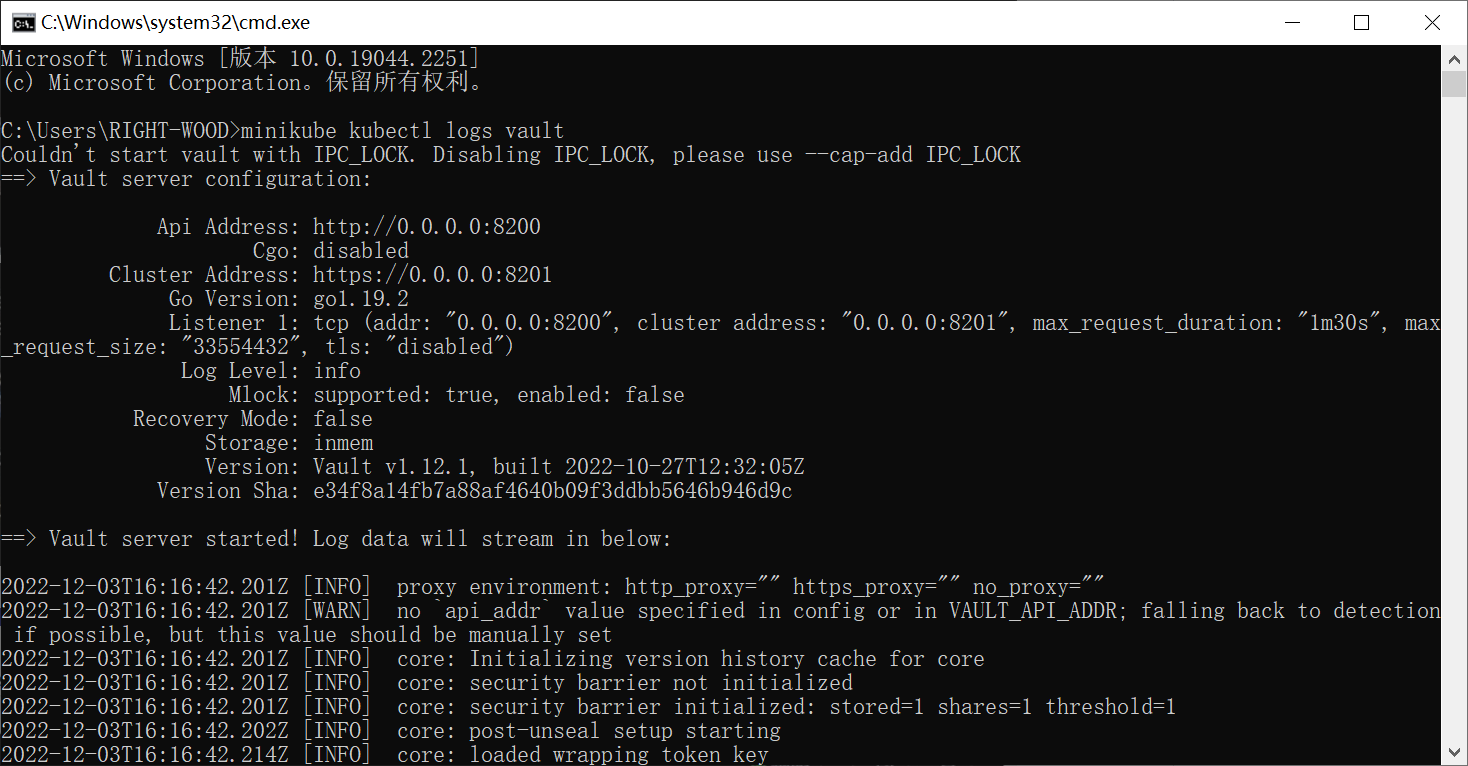 C:\Windows\system32\cmd.exe
Microsoft Windows [版本 10.0.19044.2251]
(c) Microsoft Corporation。保留所有权利。
C:\Users\RIGHT-WOOD>minikube kubectl logs vault
Couldn't start vault with IPC_LOCK. Disabling IPC_LOCK, please use --cap-add IPC_LOCK
==> Vault server configuration:
Api Address: http://0.0.0.0:8200
Cgo: disabled
Cluster Address: https://0.0.0.0:8201
Go Version: go1.19.2
Listener 1: tcp (addr: "0.0.0.0:8200", cluster address: "0.0.0.0:8201", max_request_duration: "1m30s", max
_request_size: "33554432", tls: "disabled")
Log Level: info
Mlock: supported: true, enabled: false
Recovery Mode: false
Storage: inmem
Version: Vault v1.12.1, built 2022-10-27T12:32:05Z
Version Sha: e34f8a14fb7a88af4640b09f3ddbb5646b946d9c
==> Vault server started! Log data will stream in below:
2022-12-03T16:16:42.201Z [INFO]  proxy environment: http_proxy="" https_proxy="" no_proxy=""
2022-12-03T16:16:42.201Z [WARN]  no `api_addr` value specified in config or in VAULT_API_ADDR; falling back to detection
if possible, but this value should be manually set
2022-12-03T16:16:42.201Z [INFO]  core: Initializing version history cache for core
2022-12-03T16:16:42.201Z [INFO]  core: security barrier not initialized
2022-12-03T16:16:42.201Z [INFO]  core: security barrier initialized: stored=1 shares=1 threshold=1
2022-12-03T16:16:42.202Z [INFO]  core: post-unseal setup starting
2022-12-03T16:16:42.214Z [INFO]  core: loaded wrapping token key